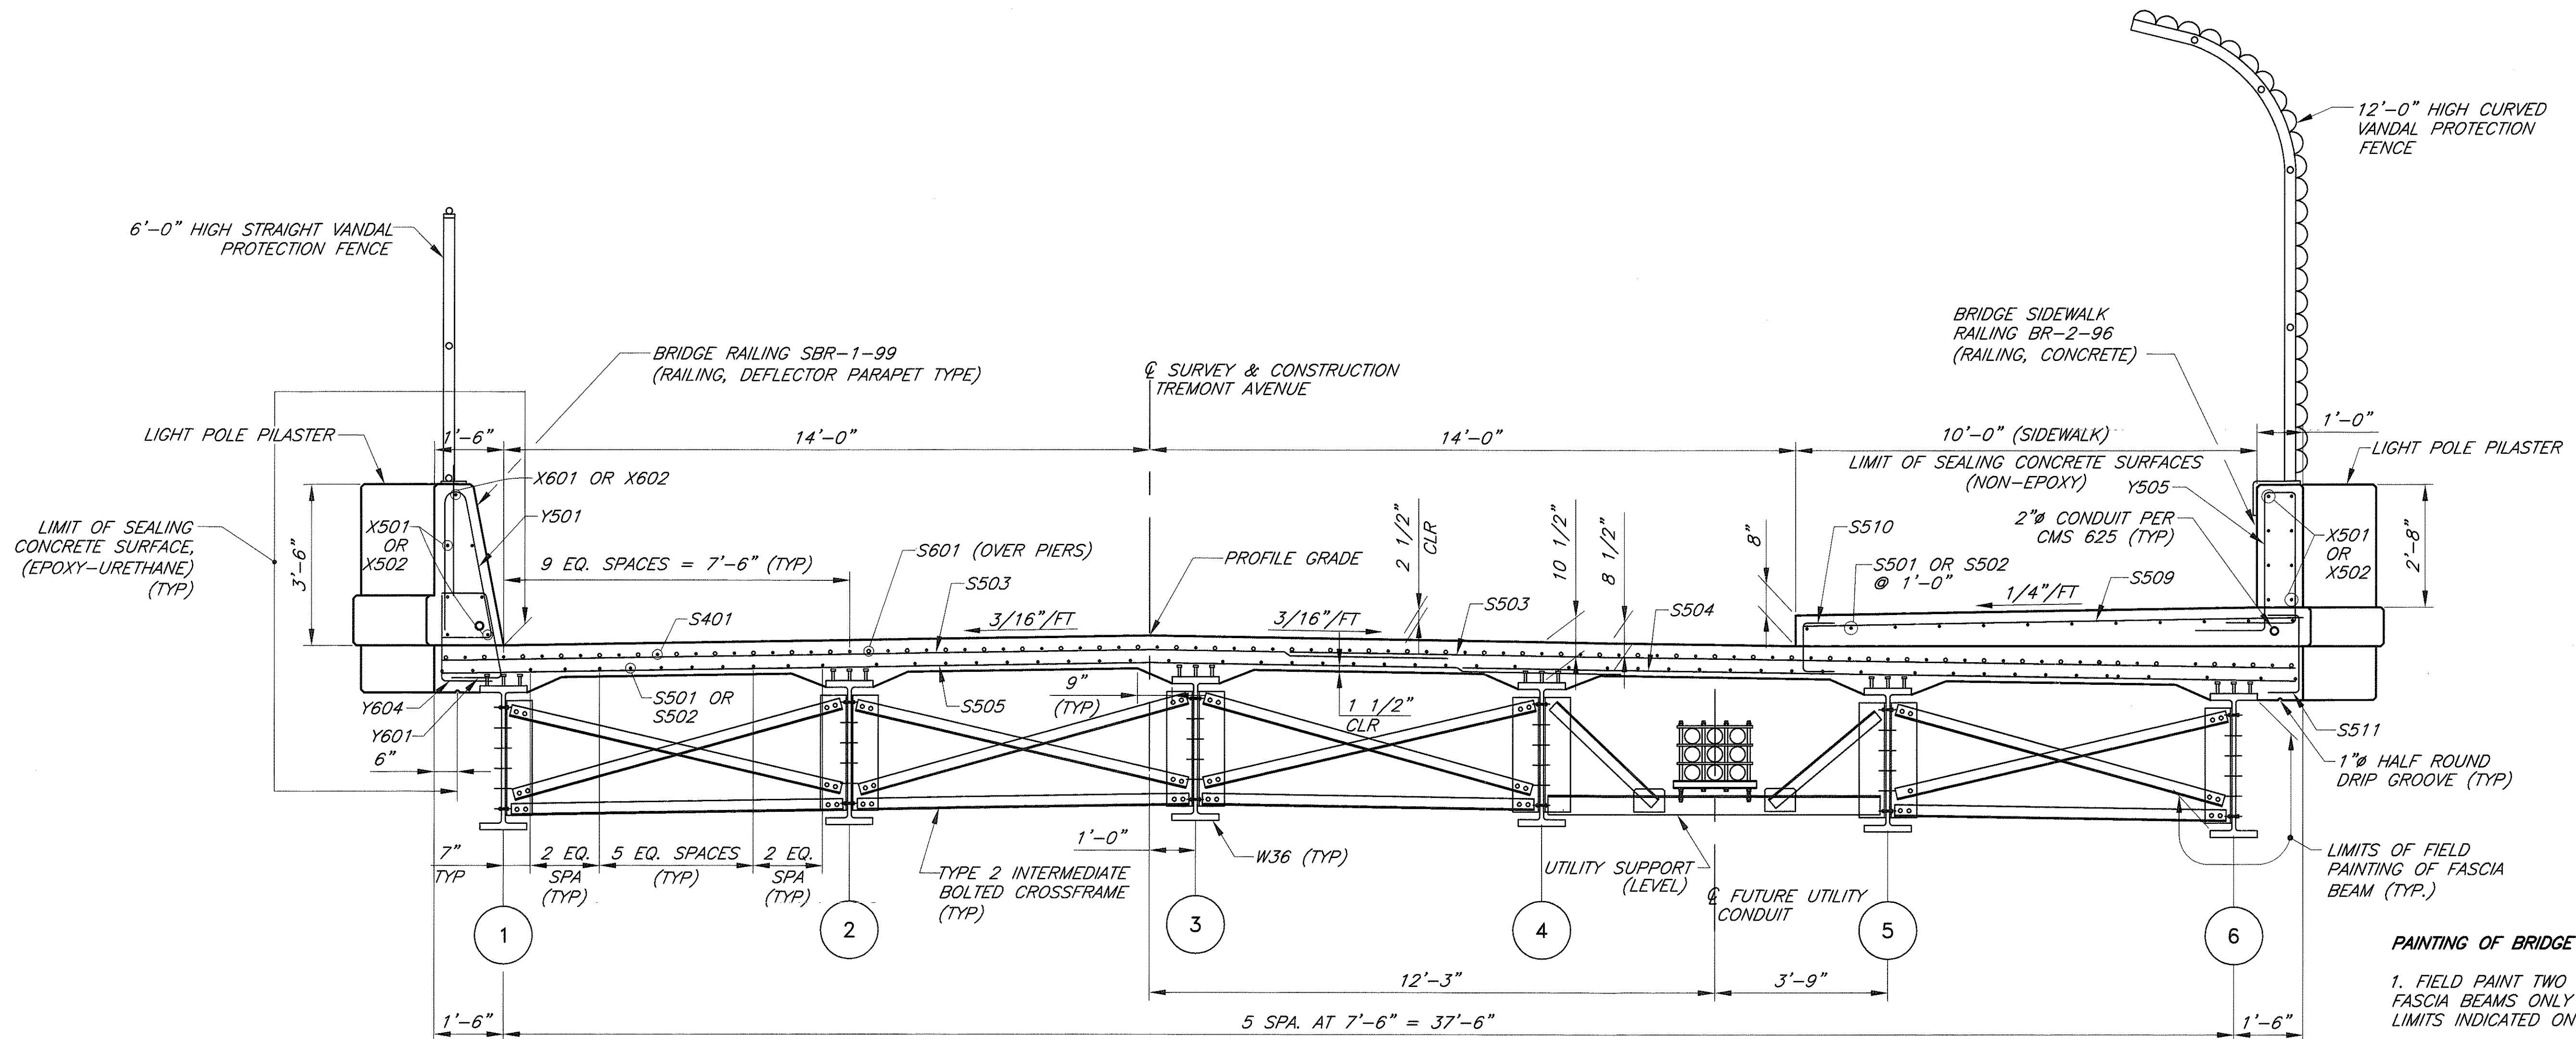 12'-0" HIGH CURVED
VANDAL PROTECTION
FENCE
6'-0" HIGH STRAIGHT VANDAL
PROTECTION FENCE
BRIDGE RAILING SBR-1-99
(RAILING, DEFLECTOR PARAPET TYPE)
℄ SURVEY & CONSTRUCTION
TREMONT AVENUE
BRIDGE SIDEWALK
RAILING BR-2-96
(RAILING, CONCRETE)
LIGHT POLE PILASTER
1'-6"
14'-0"
14'-0"
10'-0" (SIDEWALK)
1'-0"
LIGHT POLE PILASTER
LIMIT OF SEALING CONCRETE SURFACES
(NON-EPOXY)
X601 OR X602
Y501
X501
OR
X502
LIMIT OF SEALING
CONCRETE SURFACE,
(EPOXY-URETHANE)
(TYP)
3'-6"
9 EQ. SPACES = 7'-6" (TYP)
S601 (OVER PIERS)
S503
S401
3/16"/FT
PROFILE GRADE
3/16"/FT
2 1/2"
CLR
S503
10 1/2"
8 1/2"
S504
8"
S510
S501 OR S502
@ 1'-0"
1/4"/FT
S509
Y505
2"ø CONDUIT PER
CMS 625 (TYP)
X501
OR
X502
2'-8"
Y604
Y601
6"
S501 OR
S502
S505
9"
(TYP)
1 1/2"
CLR
S511
1"ø HALF ROUND
DRIP GROOVE (TYP)
7"
TYP
2 EQ.
SPA
(TYP)
5 EQ. SPACES
(TYP)
2 EQ.
SPA
(TYP)
TYPE 2 INTERMEDIATE
BOLTED CROSSFRAME
(TYP)
1'-0"
W36 (TYP)
UTILITY SUPPORT
(LEVEL)
℄ FUTURE UTILITY
CONDUIT
LIMITS OF FIELD
PAINTING OF FASCIA
BEAM (TYP.)
1
2
3
4
5
6
12'-3"
3'-9"
1'-6"
5 SPA. AT 7'-6" = 37'-6"
1'-6"
PAINTING OF BRIDGE
1. FIELD PAINT TWO
FASCIA BEAMS ONLY
LIMITS INDICATED ON